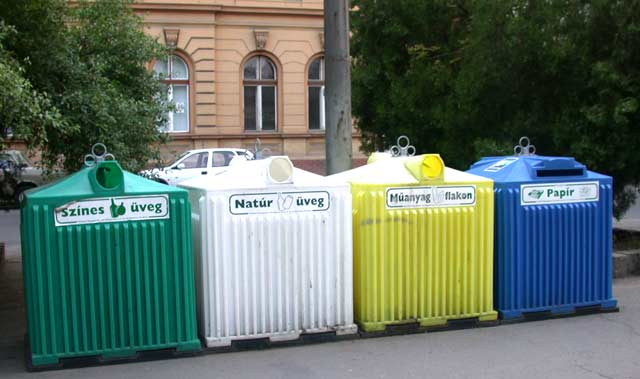 Színes üveg
Natúr üveg
Műanyag flakon
Papír